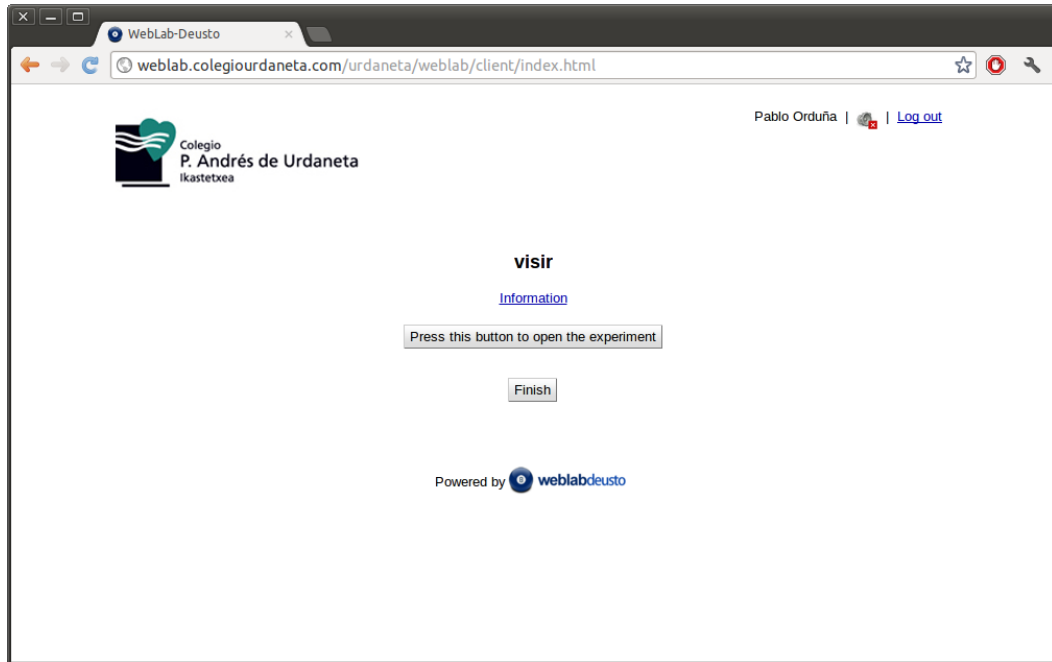 WebLab-Deusto
weblab.colegiourdaneta.com/urdaneta/weblab/client/index.html
Pablo Orduña | | Log out
Colegio
P. Andrés de Urdaneta
Ikastetxea
visir
Information
Press this button to open the experiment
Finish
Powered by weblabdeusto